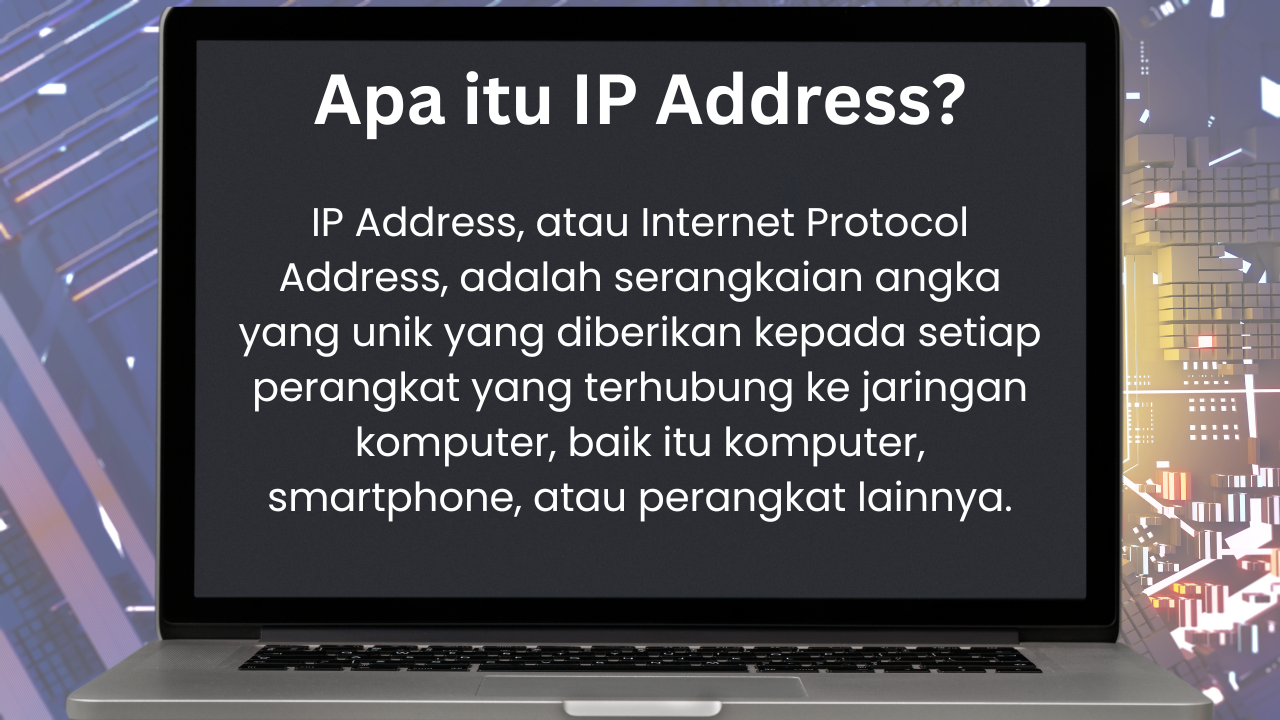 Apa itu IP Address?
IP Address, atau Internet Protocol
Address, adalah serangkaian angka
yang unik yang diberikan kepada setiap
perangkat yang terhubung ke jaringan
komputer, baik itu komputer,
smartphone, atau perangkat lainnya.